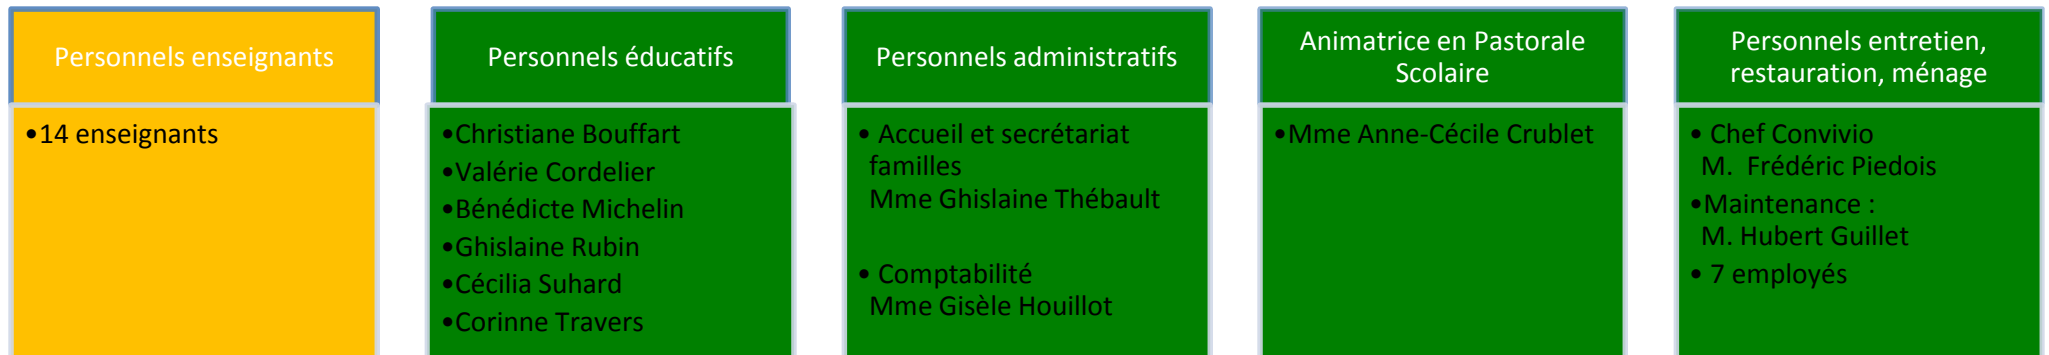 Personnels enseignants
•14 enseignants
Personnels éducatifs
•Christiane Bouffart
•Valérie Cordelier
•Bénédicte Michelin
•Ghislaine Rubin
•Cécilia Suhard
•Corinne Travers
Personnels administratifs
• Accueil et secrétariat
familles
Mme Ghislaine Thébault
• Comptabilité
Mme Gisèle Houillot
Animatrice en Pastorale
Scolaire
•Mme Anne-Cécile Crublet
Personnels entretien,
restauration, ménage
• Chef Convivio
M. Frédéric Piedois
•Maintenance :
M. Hubert Guillet
• 7 employés